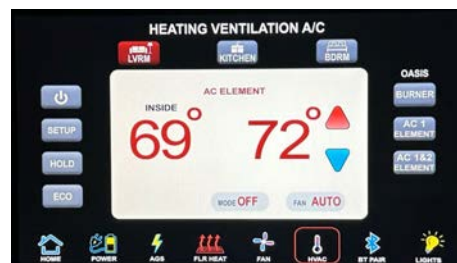 HEATING VENTILATION A/C
LVRM KITCHEN BDRM
OASIS
AC ELEMENT
BURNER
INSIDE
69° 72°
SETUP
AC 1
ELEMENT
HOLD
AC 1&2
ELEMENT
ECO
MODE OFF FAN AUTO
HOME POWER AGS FLR HEAT FAN HVAC BT PAIR LIGHTS